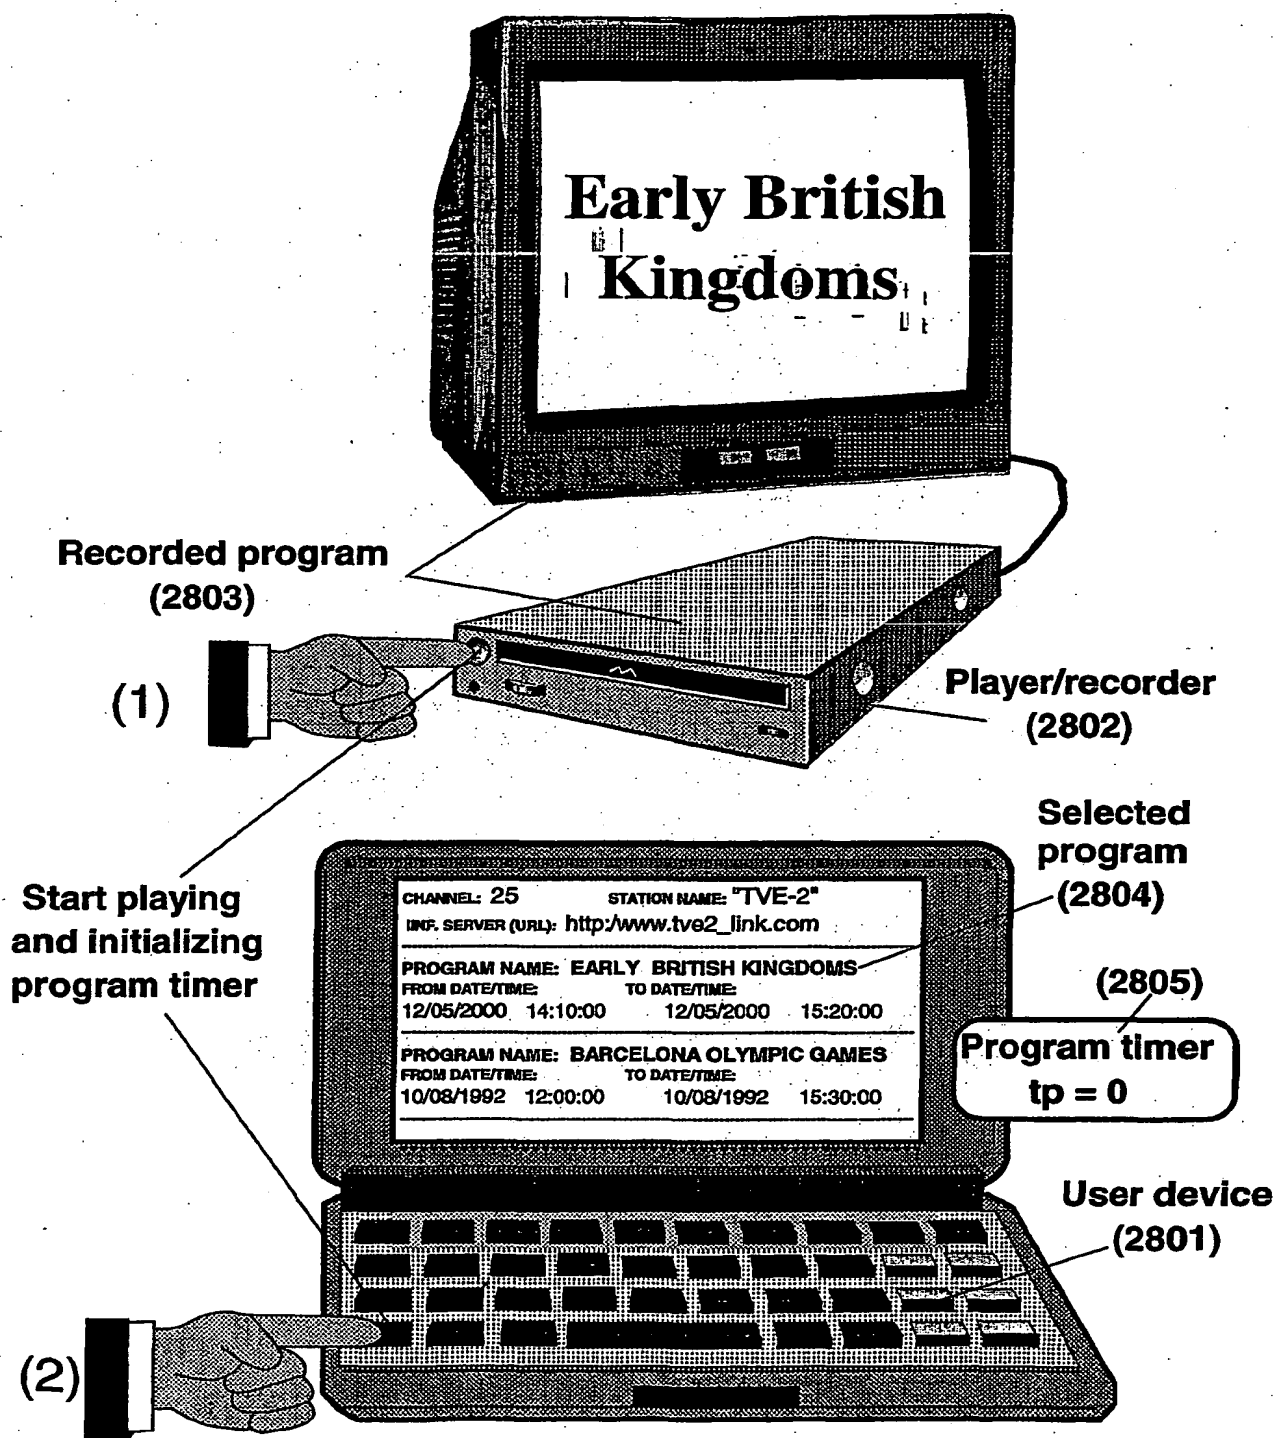 Early British
Kingdoms
Recorded program
(2803)
(1)
Player/recorder
(2802)
Selected
program
(2804)
Start playing
and initializing
program timer
CHANNEL: 25 STATION NAME: "TVE-2"
INF. SERVER (URL): http:/www.tve2_link.com
PROGRAM NAME: EARLY BRITISH KINGDOMS
FROM DATE/TIME: TO DATE/TIME:
12/05/2000 14:10:00 12/05/2000 15:20:00
PROGRAM NAME: BARCELONA OLYMPIC GAMES
FROM DATE/TIME: TO DATE/TIME:
10/08/1992 12:00:00 10/08/1992 15:30:00
(2805)
Program timer
tp = 0
User device
(2801)
(2)